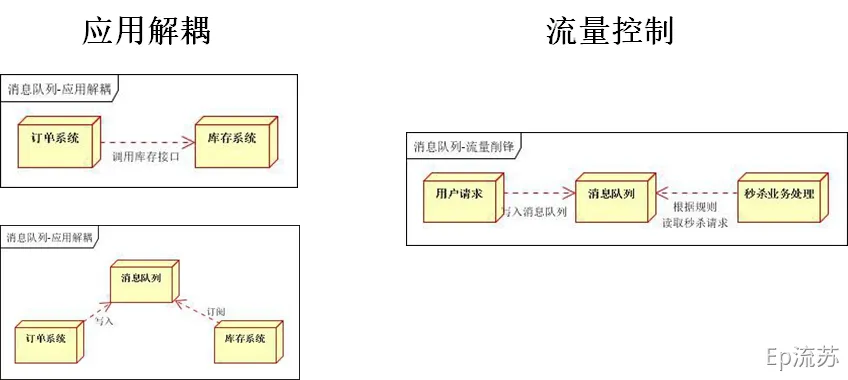 应用解耦
消息队列-应用解耦
订单系统
库存系统
调用库存接口
消息队列-应用解耦
消息队列
写入
订阅
订单系统
库存系统
流量控制
消息队列-流量削锋
用户请求
消息队列
秒杀业务处理
写入消息队列
根据规则
读取秒杀请求
Ep流苏